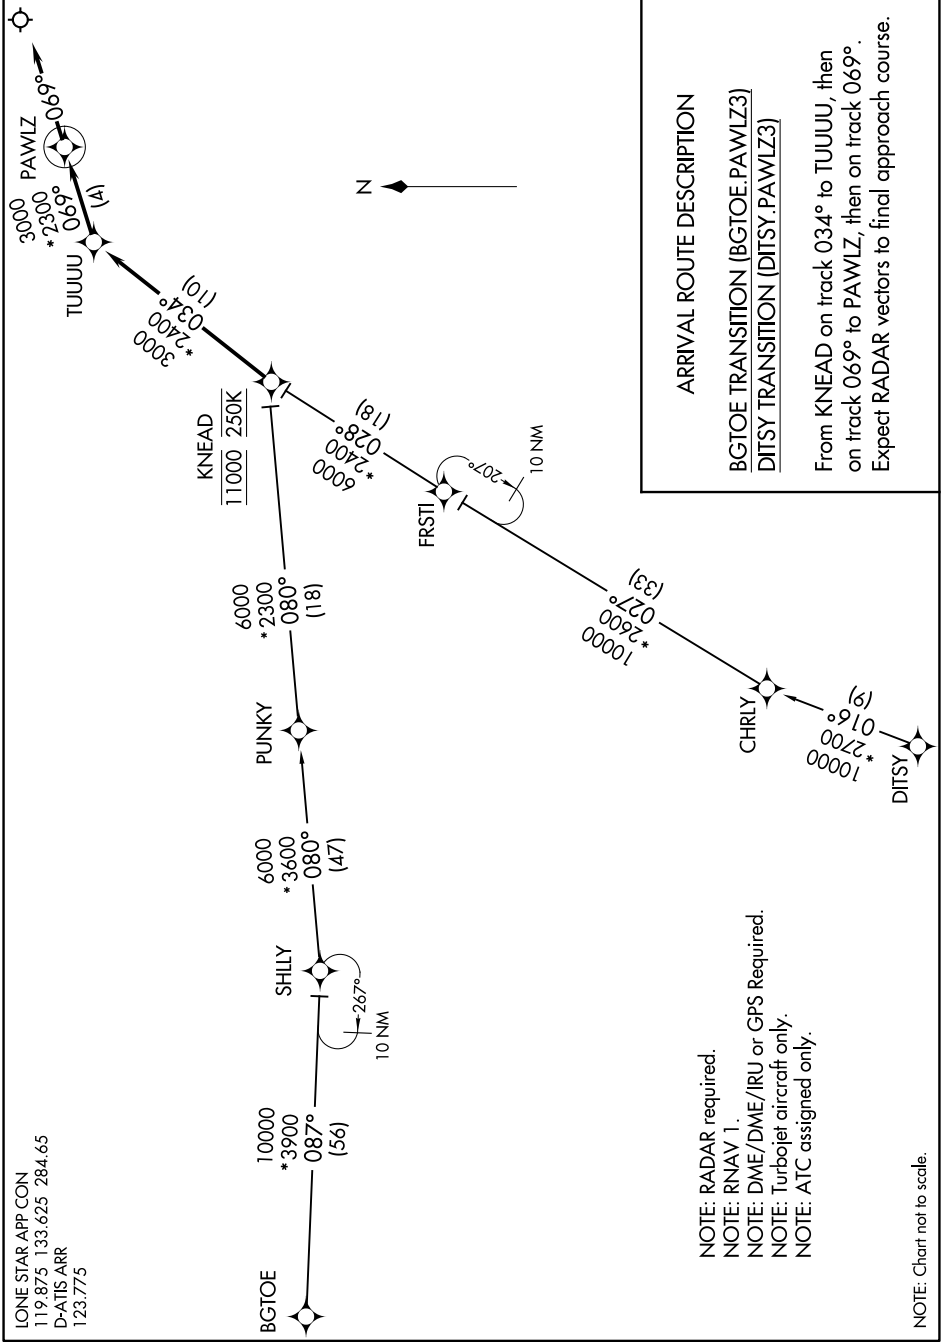 LONE STAR APP CON
119.875 133.625 284.65
D-ATIS ARR
123.775
BGTOE
10000
*3900
087°
(56)
SHLLY
267°
10 NM
6000
*3600
080°
(47)
PUNKY
6000
*2300
080°
(18)
KNEAD
11000 250K
3000
*2400
034°
(10)
TUUUU
3000
*2300
069°
(4)
PAWLZ
069°
N
6000
*2400
028°
(18)
FRSTI
207°
10 NM
10000
*2600
027°
(33)
CHRLY
10000
*2700
016°
(9)
DITSY
NOTE: RADAR required.
NOTE: RNAV 1.
NOTE: DME/DME/IRU or GPS Required.
NOTE: Turbojet aircraft only.
NOTE: ATC assigned only.
NOTE: Chart not to scale.
ARRIVAL ROUTE DESCRIPTION
BGTOE TRANSITION (BGTOE.PAWLZ3)
DITSY TRANSITION (DITSY.PAWLZ3)
From KNEAD on track 034° to TUUUU, then
on track 069° to PAWLZ, then on track 069°.
Expect RADAR vectors to final approach course.